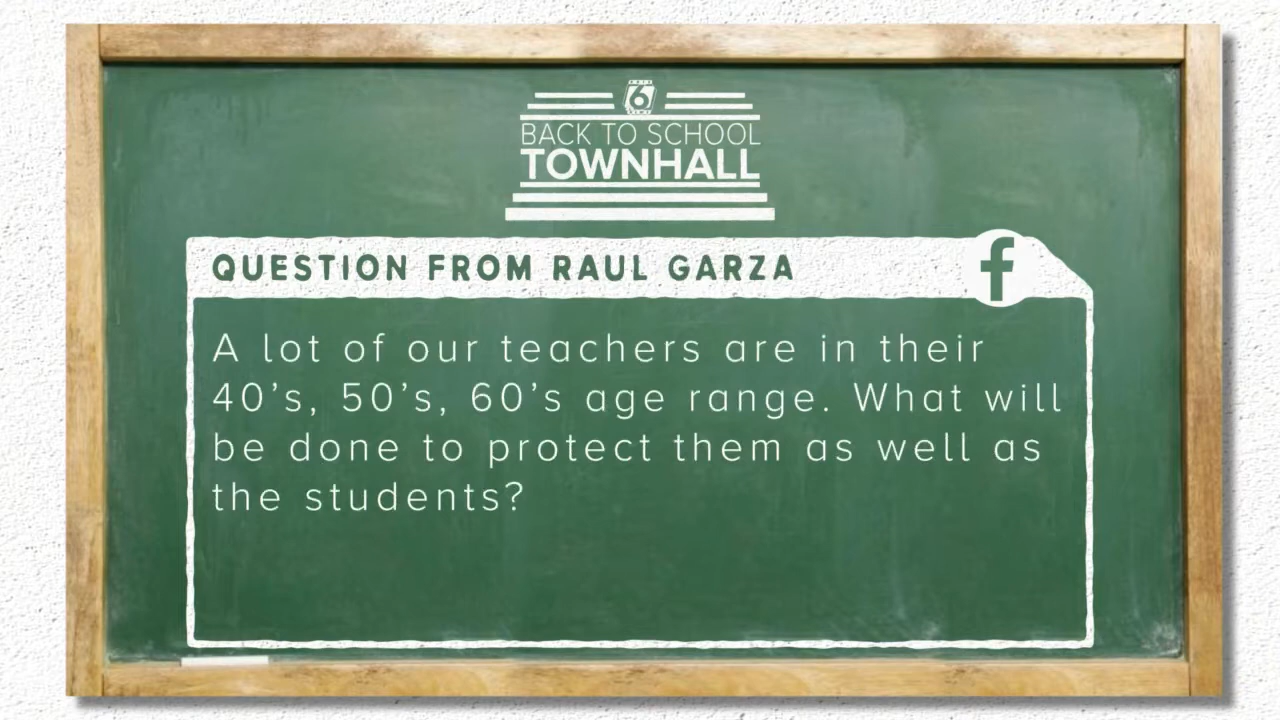 6
BACK TO SCHOOL
TOWNHALL
QUESTION FROM RAUL GARZA
f
A lot of our teachers are in their
40's, 50's, 60's age range. What will
be done to protect them as well as
the students?